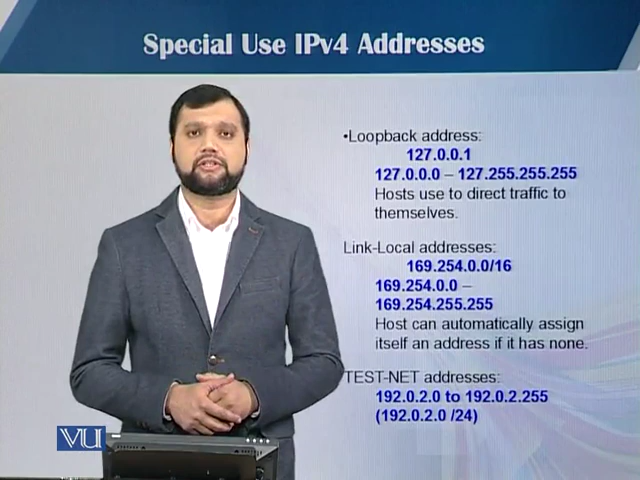 Special Use IPv4 Addresses
•Loopback address:
127.0.0.1
127.0.0.0 – 127.255.255.255
Hosts use to direct traffic to
themselves.
Link-Local addresses:
169.254.0.0/16
169.254.0.0 –
169.254.255.255
Host can automatically assign
itself an address if it has none.
TEST-NET addresses:
192.0.2.0 to 192.0.2.255
(192.0.2.0 /24)
VU